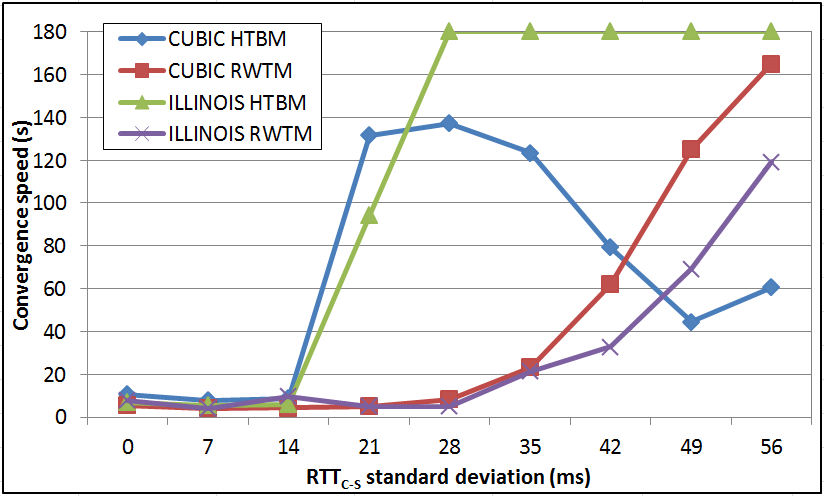 180
160
140
120
100
80
60
40
20
0
Convergence speed (s)
CUBIC HTBM
CUBIC RWTM
ILLINOIS HTBM
ILLINOIS RWTM
0 7 14 21 28 35 42 49 56
RTTC-S standard deviation (ms)